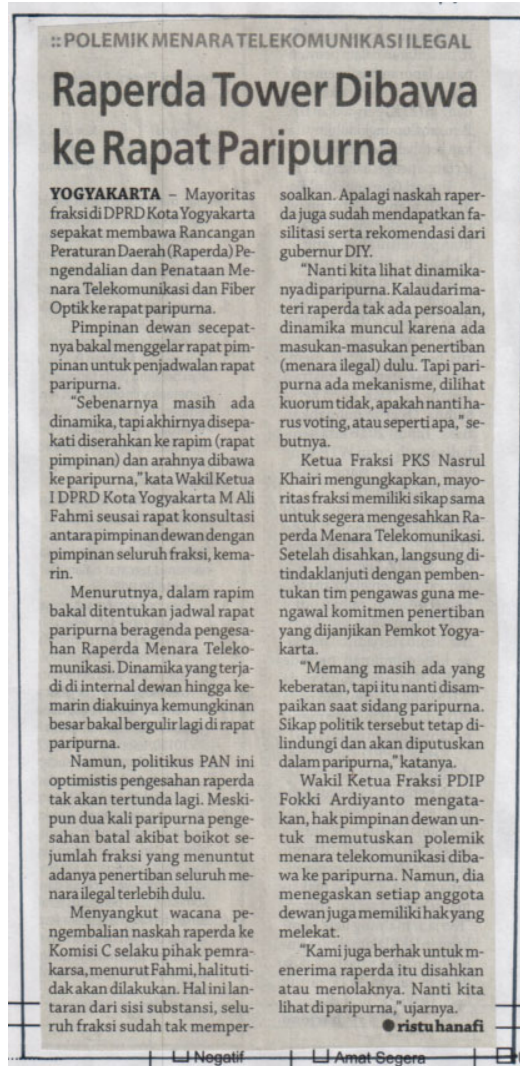 :: POLEMIK MENARA TELEKOMUNIKASI ILEGAL
Raperda Tower Dibawa
ke Rapat Paripurna
YOGYAKARTA – Mayoritas
fraksi di DPRD Kota Yogyakarta
sepakat membawa Rancangan
Peraturan Daerah (Raperda) Pe-
ngendalian dan Penataan Me-
nara Telekomunikasi dan Fiber
Optik ke rapat paripurna.
Pimpinan dewan secepat-
nya bakal menggelar rapat pim-
pinan untuk penjadwalan rapat
paripurna.
"Sebenarnya masih ada
dinamika, tapi akhirnya disepa-
kati diserahkan ke rapim (rapat
pimpinan) dan arahnya dibawa
ke paripurna," kata Wakil Ketua
I DPRD Kota Yogyakarta M Ali
Fahmi seusai rapat konsultasi
antara pimpinan dewan dengan
pimpinan seluruh fraksi, kema-
rin.
Menurutnya, dalam rapim
bakal ditentukan jadwal rapat
paripurna beragenda pengesa-
han Raperda Menara Teleko-
munikasi. Dinamika yang terja-
di di internal dewan hingga ke-
marin diakuinya kemungkinan
besar bakal bergulir lagi di rapat
paripurna.
Namun, politikus PAN ini
optimistis pengesahan raperda
tak akan tertunda lagi. Meski-
pun dua kali paripurna penge-
sahan batal akibat boikot se-
jumlah fraksi yang menuntut
adanya penertiban seluruh me-
nara ilegal terlebih dulu.
Menyangkut wacana pe-
ngembalian naskah raperda ke
Komisi C selaku pihak pemra-
karsa, menurut Fahmi, hal itu ti-
dak akan dilakukan. Hal ini lan-
taran dari sisi substansi, selu-
ruh fraksi sudah tak memper-
soalkan. Apalagi naskah raper-
da juga sudah mendapatkan fa-
silitasi serta rekomendasi dari
gubernur DIY.
"Nanti kita lihat dinamika-
nya di paripurna. Kalau dari ma-
teri raperda tak ada persoalan,
dinamika muncul karena ada
masukan-masukan penertiban
(menara ilegal) dulu. Tapi pari-
purna ada mekanisme, dilihat
kuorum tidak, apakah nanti ha-
rus voting, atau seperti apa," se-
butnya.
Ketua Fraksi PKS Nasrul
Khairi mengungkapkan, mayo-
ritas fraksi memiliki sikap sama
untuk segera mengesahkan Ra-
perda Menara Telekomunikasi.
Setelah disahkan, langsung di-
tindaklanjuti dengan pemben-
tukan tim pengawas guna me-
ngawal komitmen penertiban
yang dijanjikan Pemkot Yogya-
karta.
"Memang masih ada yang
keberatan, tapi itu nanti disam-
paikan saat sidang paripurna.
Sikap politik tersebut tetap di-
lindungi dan akan diputuskan
dalam paripurna," katanya.
Wakil Ketua Fraksi PDIP
Fokki Ardiyanto mengata-
kan, hak pimpinan dewan un-
tuk memutuskan polemik
menara telekomunikasi diba-
wa ke paripurna. Namun, dia
menegaskan setiap anggota
dewan juga memiliki hak yang
melekat.
"Kami juga berhak untuk m-
enerima raperda itu disahkan
atau menolaknya. Nanti kita
lihat di paripurna," ujarnya.
● ristu hanafi
Negatif
Amat Segera